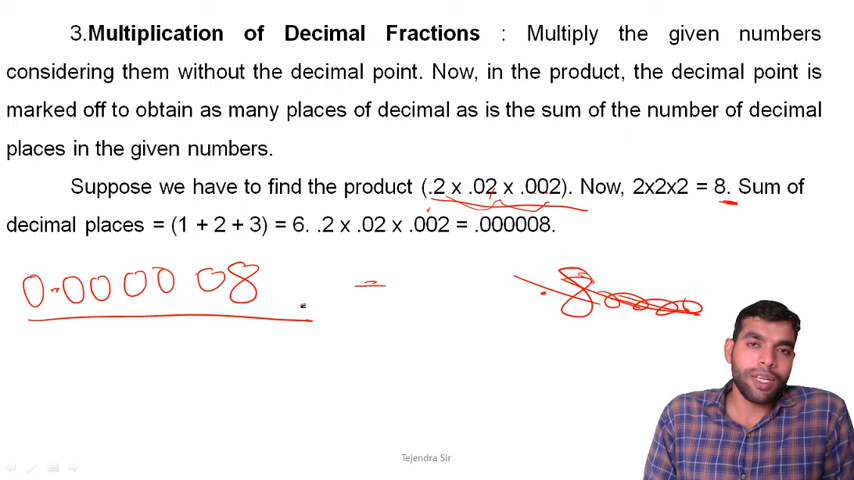 3.Multiplication of Decimal Fractions : Multiply the given numbers
considering them without the decimal point. Now, in the product, the decimal point is
marked off to obtain as many places of decimal as is the sum of the number of decimal
places in the given numbers.
Suppose we have to find the product (.2 x .02 x .002). Now, 2x2x2 = 8. Sum of
decimal places = (1 + 2 + 3) = 6. .2 x .02 x .002 = .000008.
0.0000 08 =
Tejendra Sir